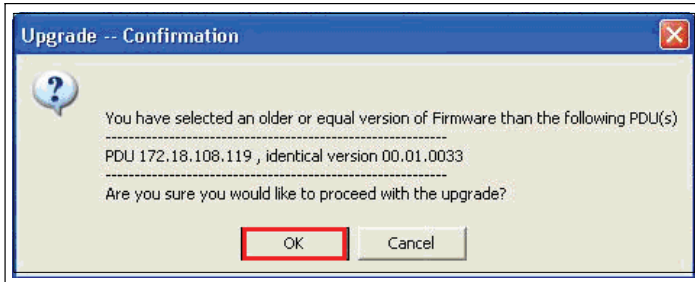 Upgrade -- Confirmation
?
You have selected an older or equal version of Firmware than the following PDU(s)
--------------------------------------------------------
PDU 172.18.108.119 , identical version 00.01.0033
--------------------------------------------------------
Are you sure you would like to proceed with the upgrade?
OK Cancel